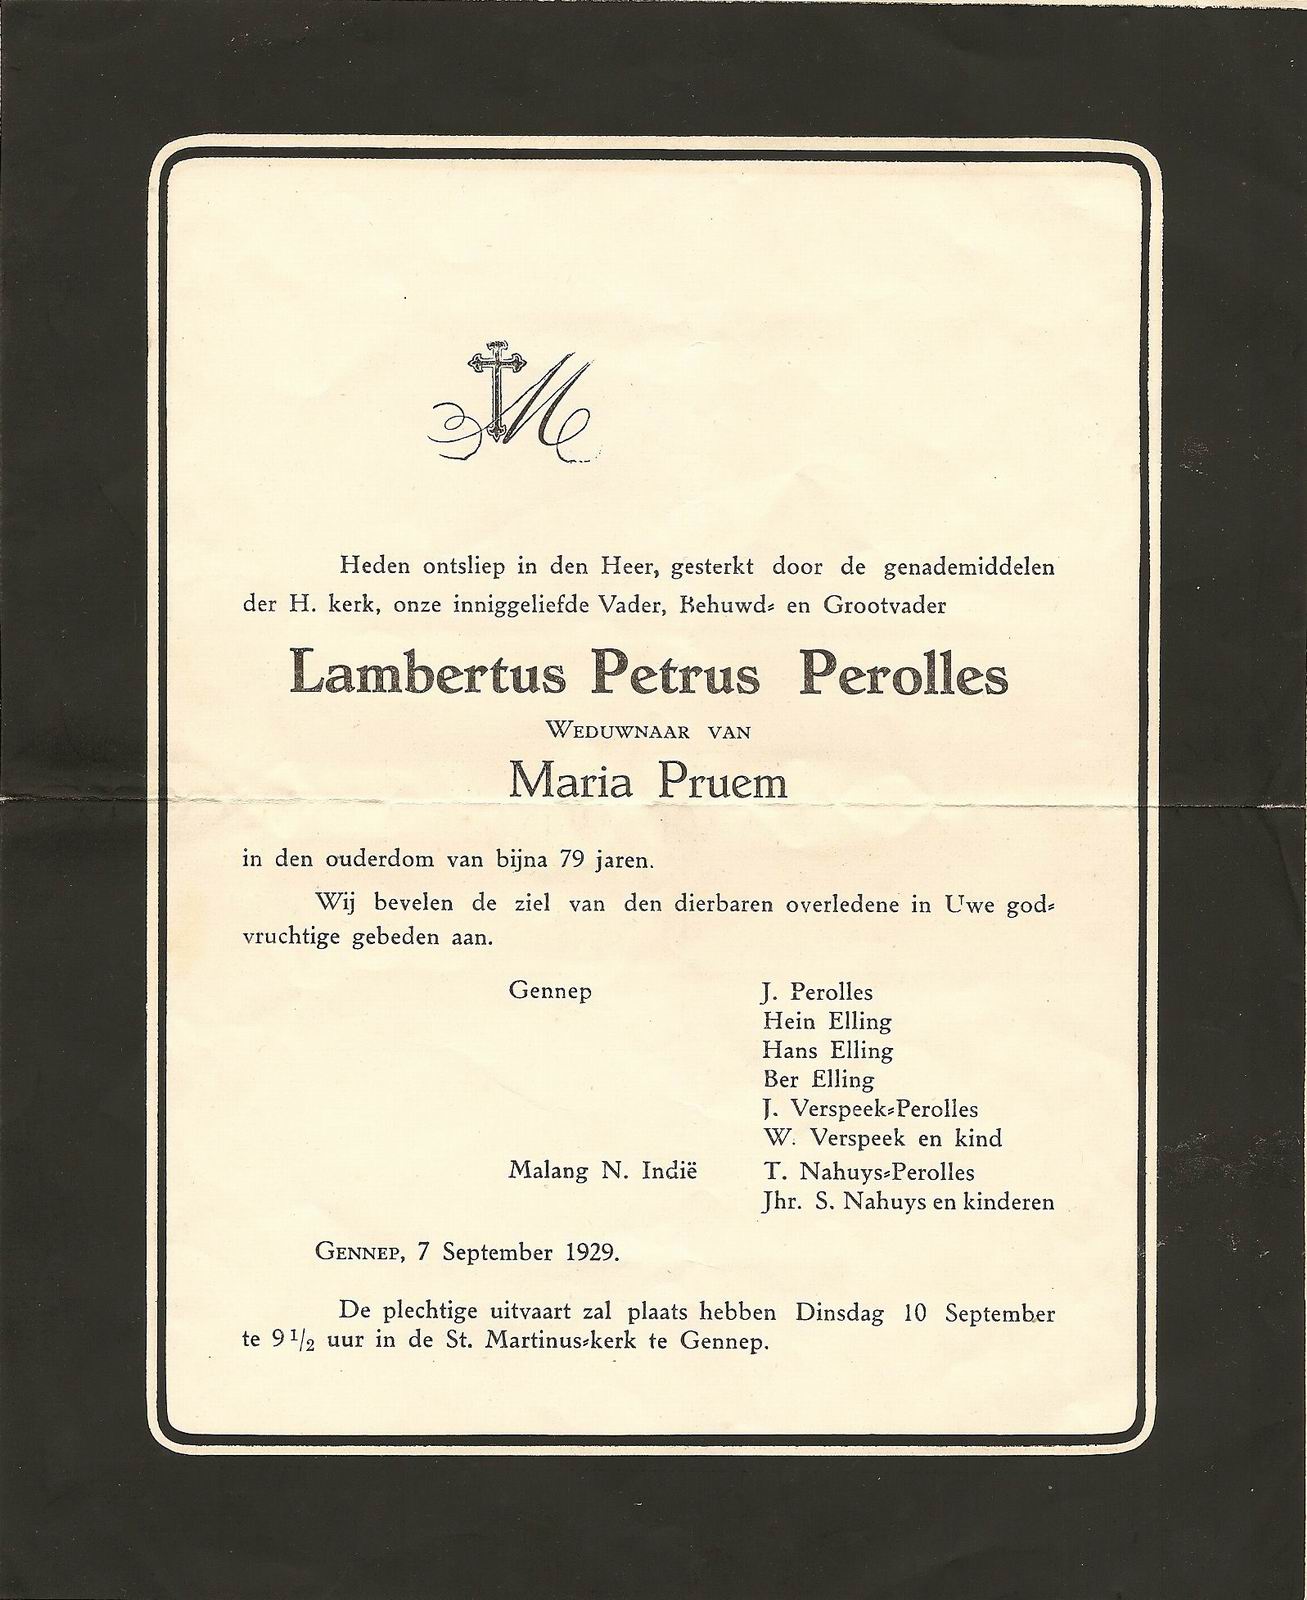 M
Heden ontsliep in den Heer, gesterkt door de genademiddelen
der H. kerk, onze inniggeliefde Vader, Behuwd- en Grootvader
Lambertus Petrus Perolles
WEDUWNAAR VAN
Maria Pruem
in den ouderdom van bijna 79 jaren.
Wij bevelen de ziel van den dierbaren overledene in Uwe god-
vruchtige gebeden aan.
Gennep J. Perolles
Hein Elling
Hans Elling
Ber Elling
J. Verspeek-Perolles
W. Verspeek en kind
Malang N. Indië T. Nahuys-Perolles
Jhr. S. Nahuys en kinderen
GENNEP, 7 September 1929.
De plechtige uitvaart zal plaats hebben Dinsdag 10 September
te 9 1/2 uur in de St. Martinus-kerk te Gennep.